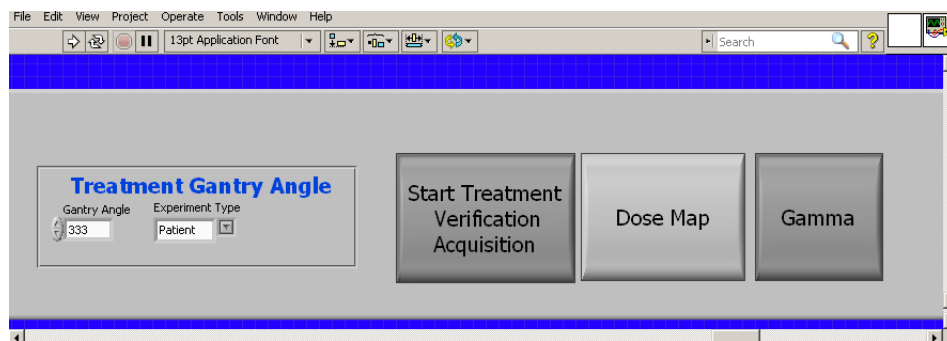 File Edit View Project Operate Tools Window Help
13pt Application Font Search ?
Treatment Gantry Angle
Gantry Angle Experiment Type
333 Patient
Start Treatment
Verification
Acquisition
Dose Map
Gamma